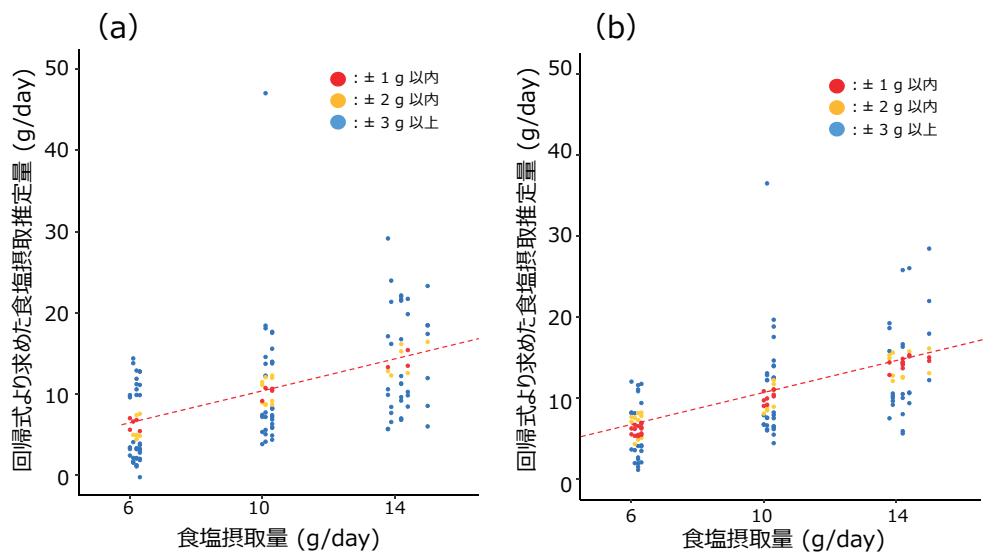 (a)
回帰式より求めた食塩摂取推定量 (g/day)
50
40
30
20
10
0
: ± 1 g 以内
: ± 2 g 以内
: ± 3 g 以上
6
10
14
食塩摂取量 (g/day)
(b)
回帰式より求めた食塩摂取推定量 (g/day)
50
40
30
20
10
0
: ± 1 g 以内
: ± 2 g 以内
: ± 3 g 以上
6
10
14
食塩摂取量 (g/day)